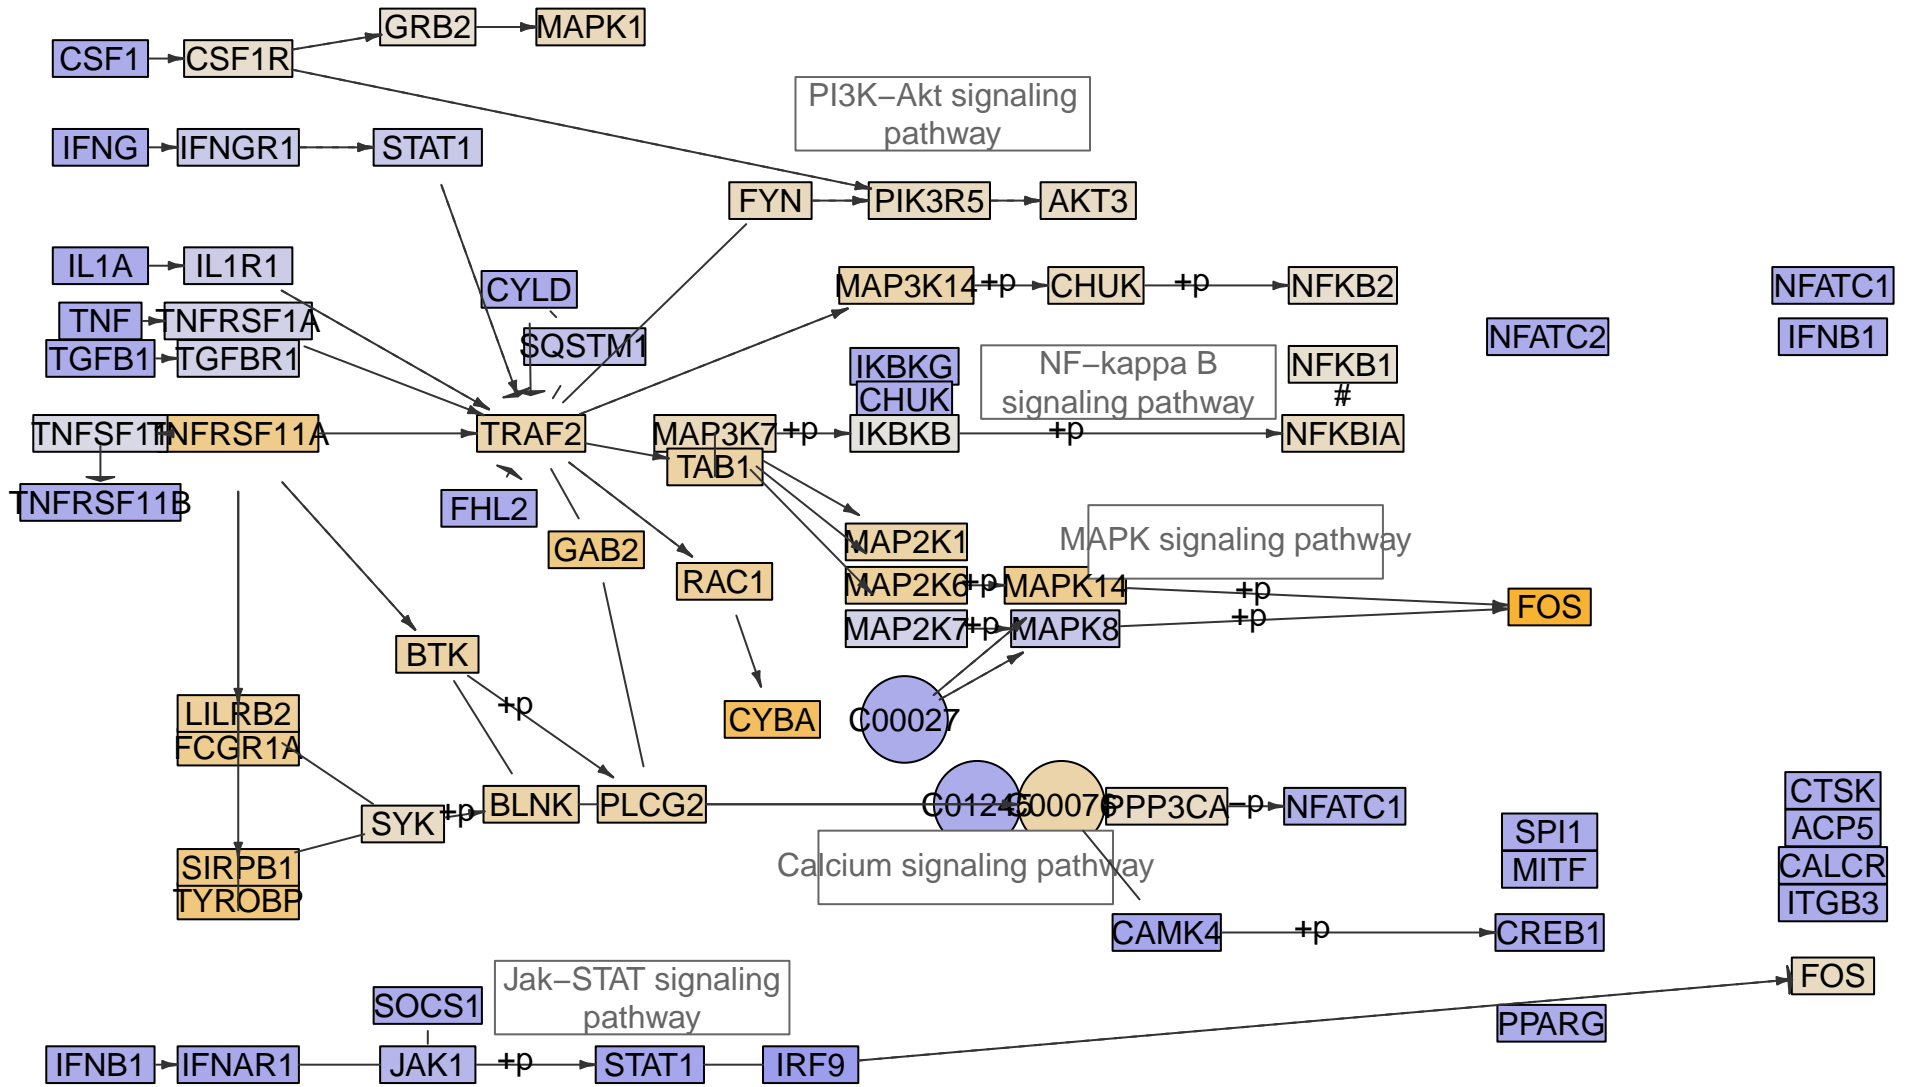 GRB2
MAPK1
CSF1
CSF1R
PI3K−Akt signaling
pathway
IFNG
IFNGR1
STAT1
FYN
PIK3R5
AKT3
IL1A
IL1R1
CYLD
MAP3K14
+p
CHUK
+p
NFKB2
NFATC1
TNF
TNFRSF1A
SQSTM1
NFATC2
IFNB1
TGFB1
TGFBR1
IKBKG
NF−kappa B
signaling pathway
NFKB1
CHUK
#
TNFRSF11A
TRAF2
MAP3K7
+p
IKBKB
+p
NFKBIA
TAB1
TNFRSF11B
FHL2
GAB2
MAP2K1
MAPK signaling pathway
RAC1
MAP2K6
+p
MAPK14
+p
FOS
MAP2K7
+p
MAPK8
+p
BTK
LILRB2
+p
CYBA
C00027
FCGR1A
SYK
+p
BLNK
PLCG2
C00076
PPP3CA
−p
NFATC1
CTSK
SPI1
ACP5
SIRPB1
Calcium signaling pathway
MITF
CALCR
TYROBP
ITGB3
CAMK4
+p
CREB1
Jak−STAT signaling
pathway
FOS
SOCS1
PPARG
IFNB1
IFNAR1
JAK1
+p
STAT1
IRF9